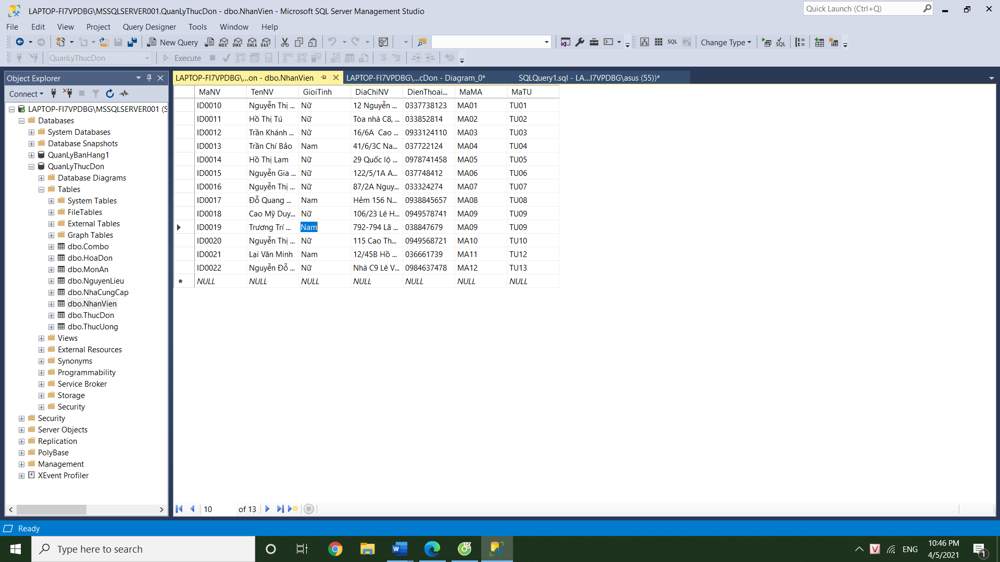 LAPTOP-FI7VPDBG\MSSQLSERVER001.QuanLyThucDon - dbo.NhanVien - Microsoft SQL Server Management Studio
Quick Launch (Ctrl+Q)
File Edit View Project Query Designer Tools Window Help
New Query MDX DMX XMLA DAX SQL Change Type SQL
QuanLyThucDon Execute
Object Explorer
Connect
LAPTOP-FI7VPDBG\MSSQLSERVER001 (S
Databases
System Databases
Database Snapshots
QuanLyBanHang1
QuanLyThucDon
Database Diagrams
Tables
System Tables
FileTables
External Tables
Graph Tables
dbo.Combo
dbo.HoaDon
dbo.MonAn
dbo.NguyenLieu
dbo.NhaCungCap
dbo.NhanVien
dbo.ThucDon
dbo.ThucUong
Views
External Resources
Synonyms
Programmability
Service Broker
Storage
Security
Security
Server Objects
Replication
PolyBase
Management
XEvent Profiler
LAPTOP-FI7VPDBG\...on - dbo.NhanVien LAPTOP-FI7VPDBG\...cDon - Diagram_0* SQLQuery1.sql - LA...I7VPDBG\asus (55))*
MaNV TenNV GioiTinh DiaChiNV DienThoai... MaMA MaTU
ID0010 Nguyễn Thị ... Nữ 12 Nguyễn ... 0337738123 MA01 TU01
ID0011 Hồ Thị Tú Nữ Tòa nhà C8, ... 033852814 MA02 TU02
ID0012 Trần Khánh ... Nữ 16/6A Cao ... 0933124110 MA03 TU03
ID0013 Trần Chí Bảo Nam 41/6/3C Na... 037722124 MA04 TU04
ID0014 Hồ Thị Lam Nữ 29 Quốc lộ ... 0978741458 MA05 TU05
ID0015 Nguyễn Gia ... Nữ 122/5/1A A... 037748412 MA06 TU06
ID0016 Nguyễn Thị ... Nữ 87/2A Nguy... 033324274 MA07 TU07
ID0017 Đỗ Quang ... Nam Hẻm 156 N... 0938845657 MA08 TU08
ID0018 Cao Mỹ Duy... Nữ 106/23 Lê H... 0949578741 MA09 TU09
ID0019 Trương Trí ... Nam 792-794 Lã ... 038847679 MA09 TU09
ID0020 Nguyễn Thị ... Nữ 115 Cao Th... 0949568721 MA10 TU10
ID0021 Lại Văn Minh Nam 12/45B Hồ ... 036661739 MA11 TU12
ID0022 Nguyễn Đỗ ... Nữ Nhà C9 Lê V... 0984637478 MA12 TU13
NULL NULL NULL NULL NULL NULL NULL
10 of 13
Ready
Type here to search
ENG
10:46 PM
4/5/2021
1